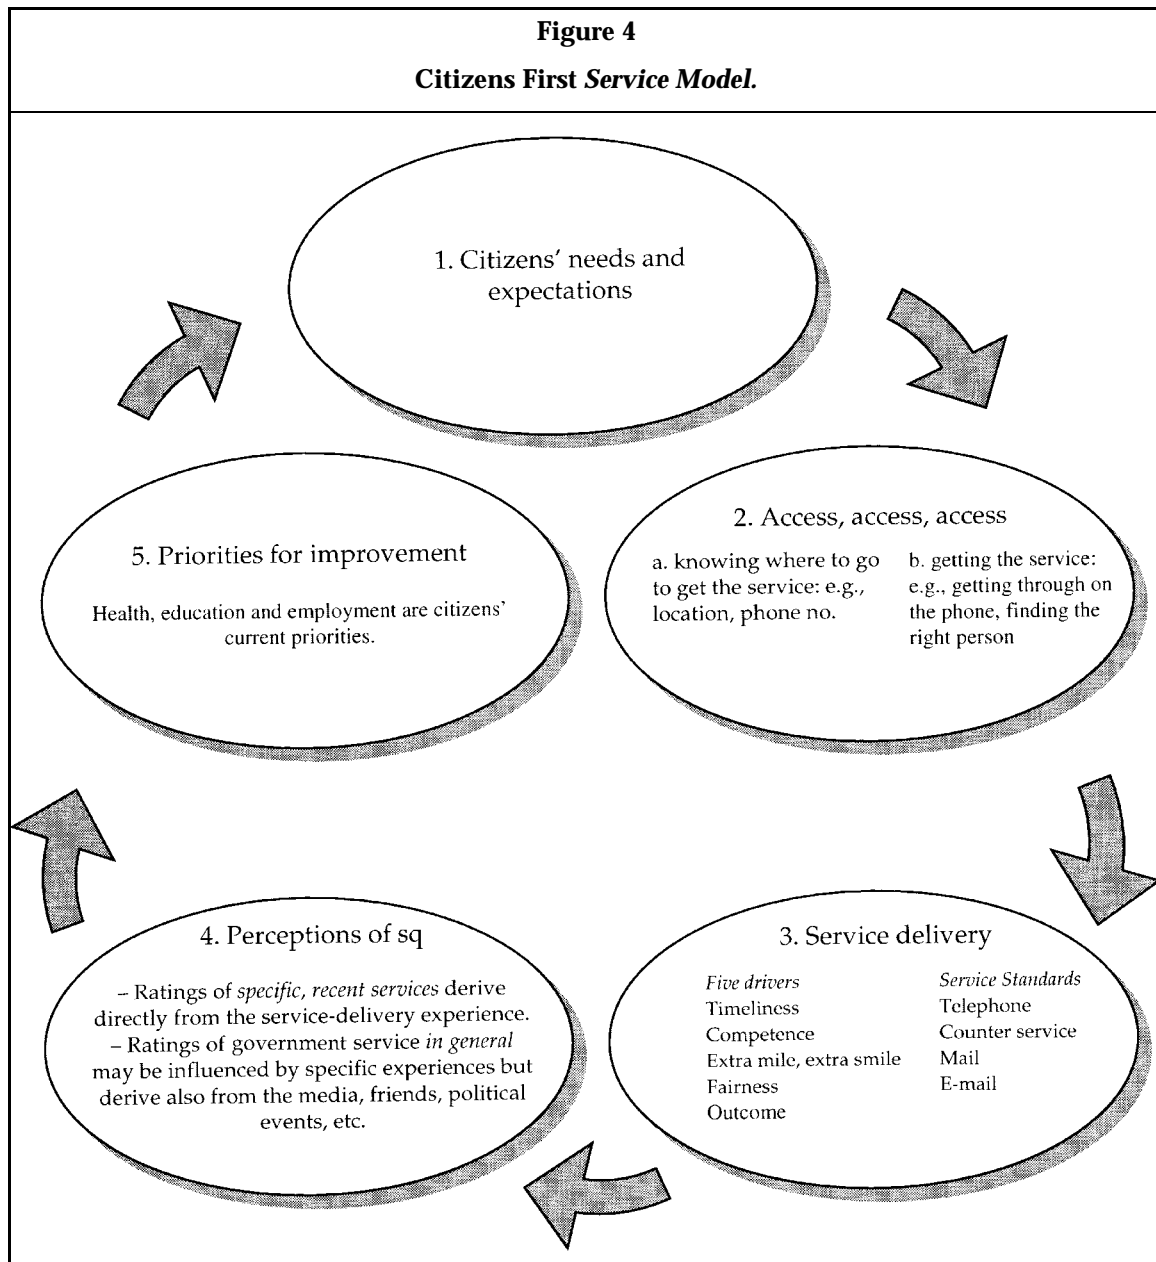 Figure 4
Citizens First Service Model.
1. Citizens' needs and
expectations
2. Access, access, access
a. knowing where to go
to get the service: e.g.,
location, phone no.
b. getting the service:
e.g., getting through on
the phone, finding the
right person
3. Service delivery
Five drivers
Timeliness
Competence
Extra mile, extra smile
Fairness
Outcome
Service Standards
Telephone
Counter service
Mail
E-mail
4. Perceptions of sq
– Ratings of specific, recent services derive
directly from the service-delivery experience.
– Ratings of government service in general
may be influenced by specific experiences but
derive also from the media, friends, political
events, etc.
5. Priorities for improvement
Health, education and employment are citizens'
current priorities.